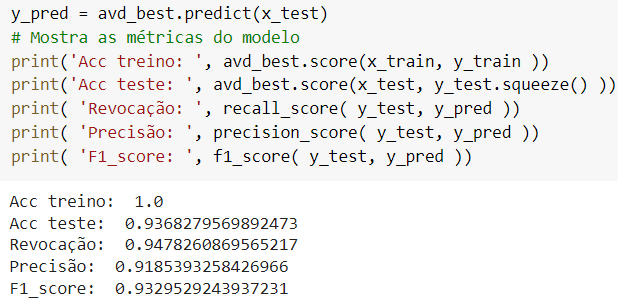 y_pred = avd_best.predict(x_test)
# Mostra as métricas do modelo
print('Acc treino: ', avd_best.score(x_train, y_train ))
print('Acc teste: ', avd_best.score(x_test, y_test.squeeze() ))
print( 'Revocação: ', recall_score( y_test, y_pred ))
print( 'Precisão: ', precision_score( y_test, y_pred ))
print( 'F1_score: ', f1_score( y_test, y_pred ))
Acc treino:  1.0
Acc teste:  0.9368279569892473
Revocação:  0.9478260869565217
Precisão:  0.9185393258426966
F1_score:  0.9329529243937231